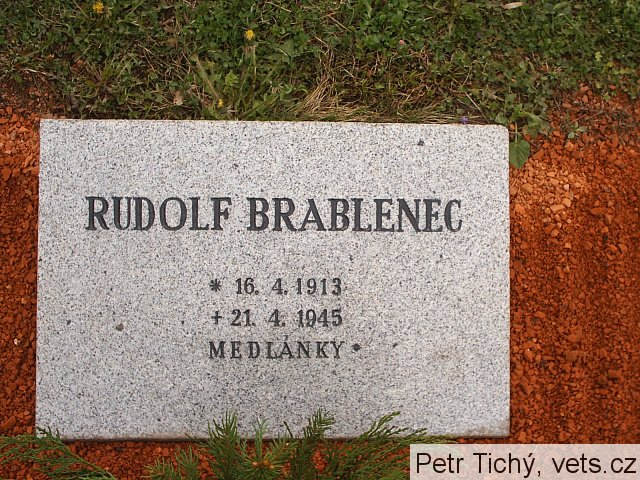 RUDOLF BRABLENEC
* 16. 4. 1913
+ 21. 4. 1945
MEDLÁNKY
Petr Tichý, vets.cz